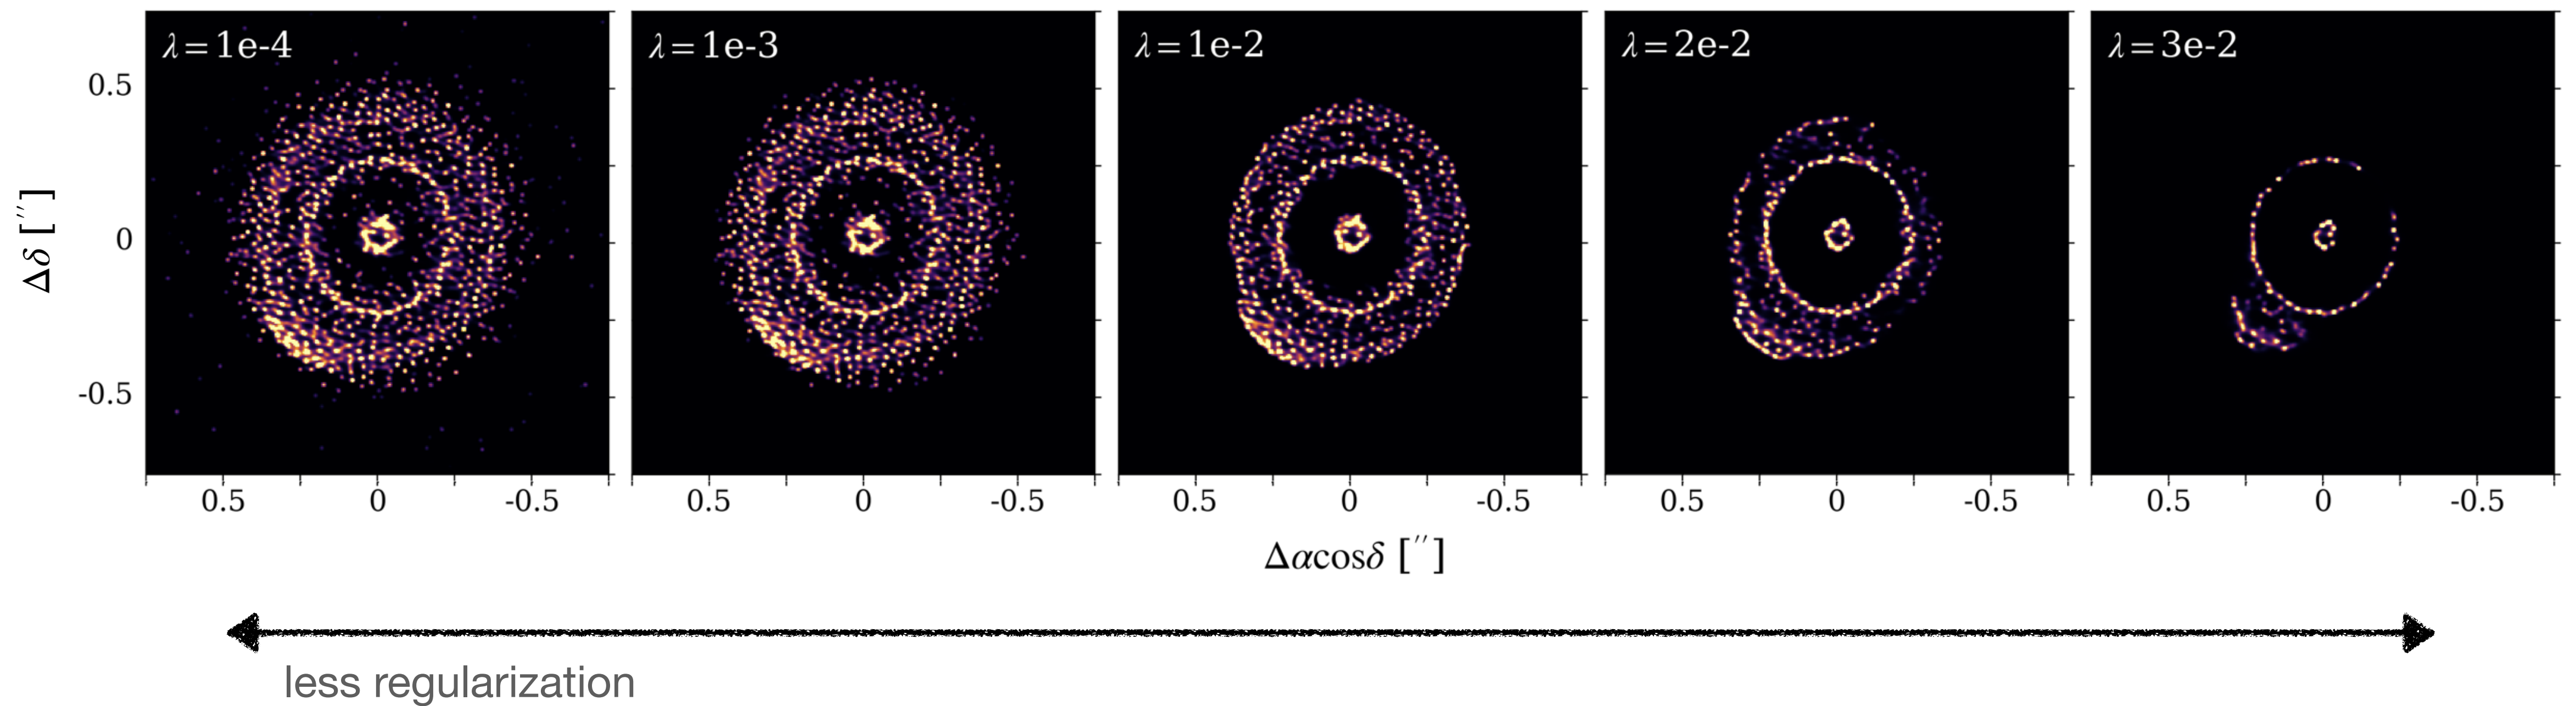 λ = 1e-4
λ = 1e-3
λ = 1e-2
λ = 2e-2
λ = 3e-2
0.5
0
-0.5
Δδ [″]
0.5 0 -0.5
0.5 0 -0.5
0.5 0 -0.5
0.5 0 -0.5
0.5 0 -0.5
Δαcosδ [″]
less regularization